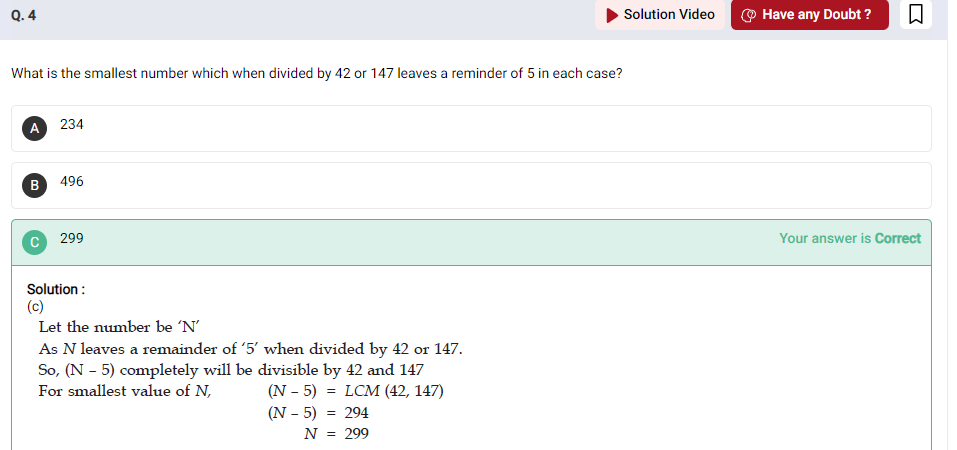 Q. 4
Solution Video
Have any Doubt ?
What is the smallest number which when divided by 42 or 147 leaves a reminder of 5 in each case?
A 234
B 496
C 299 Your answer is Correct
Solution :
(c)
Let the number be ‘N’
As N leaves a remainder of ‘5’ when divided by 42 or 147.
So, (N – 5) completely will be divisible by 42 and 147
For smallest value of N, (N – 5) = LCM (42, 147)
(N – 5) = 294
N = 299